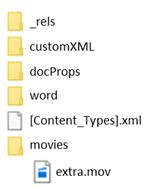 _rels
customXML
docProps
word
[Content_Types].xml
movies
extra.mov